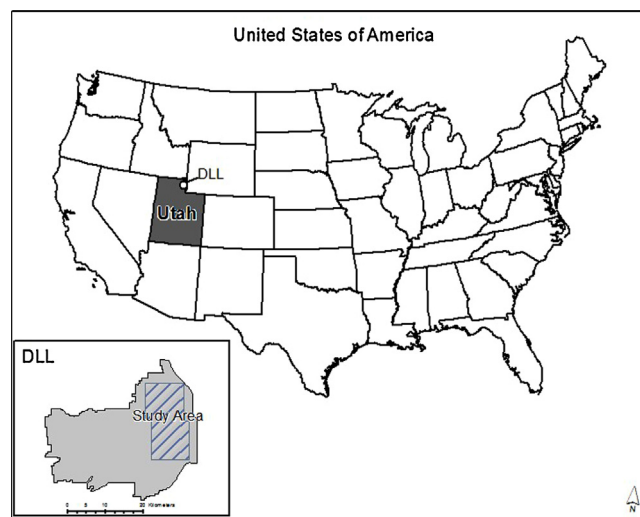 United States of America
DLL
Utah
DLL
Study Area
0 5 10 20 Kilometers
N